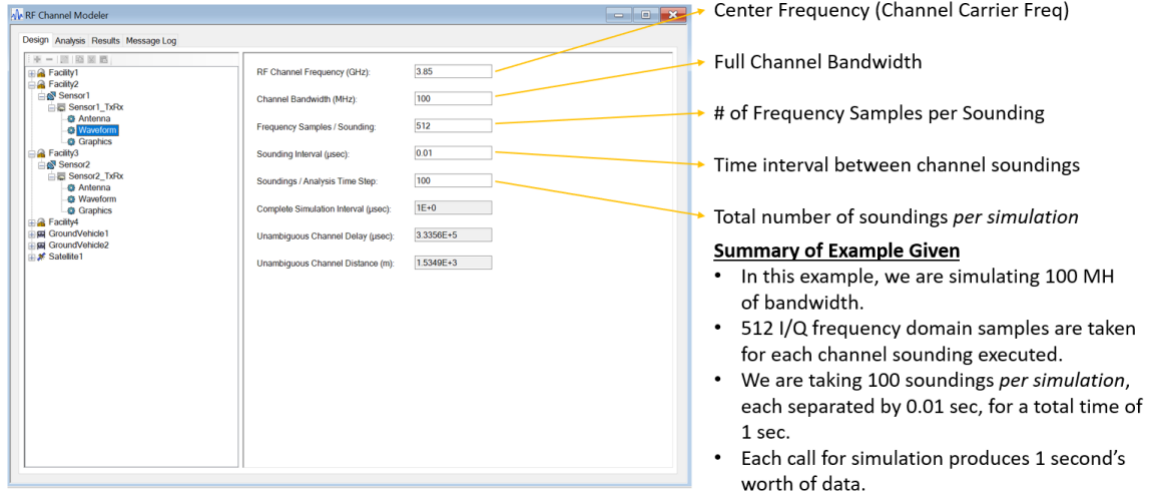 RF Channel Modeler
Design Analysis Results Message Log
Facility1
Facility2
Sensor1
Sensor1_TxRx
Antenna
Waveform
Graphics
Facility3
Sensor2
Sensor2_TxRx
Antenna
Waveform
Graphics
Facility4
GroundVehicle1
GroundVehicle2
Satellite1
RF Channel Frequency (GHz): 3.85
Channel Bandwidth (MHz): 100
Frequency Samples / Sounding: 512
Sounding Interval (µsec): 0.01
Soundings / Analysis Time Step: 100
Complete Simulation Interval (µsec): 1E+0
Unambiguous Channel Delay (µsec): 3.3356E+5
Unambiguous Channel Distance (m): 1.5349E+3
Center Frequency (Channel Carrier Freq)
Full Channel Bandwidth
# of Frequency Samples per Sounding
Time interval between channel soundings
Total number of soundings per simulation
Summary of Example Given
• In this example, we are simulating 100 MH
of bandwidth.
• 512 I/Q frequency domain samples are taken
for each channel sounding executed.
• We are taking 100 soundings per simulation,
each separated by 0.01 sec, for a total time of
1 sec.
• Each call for simulation produces 1 second's
worth of data.